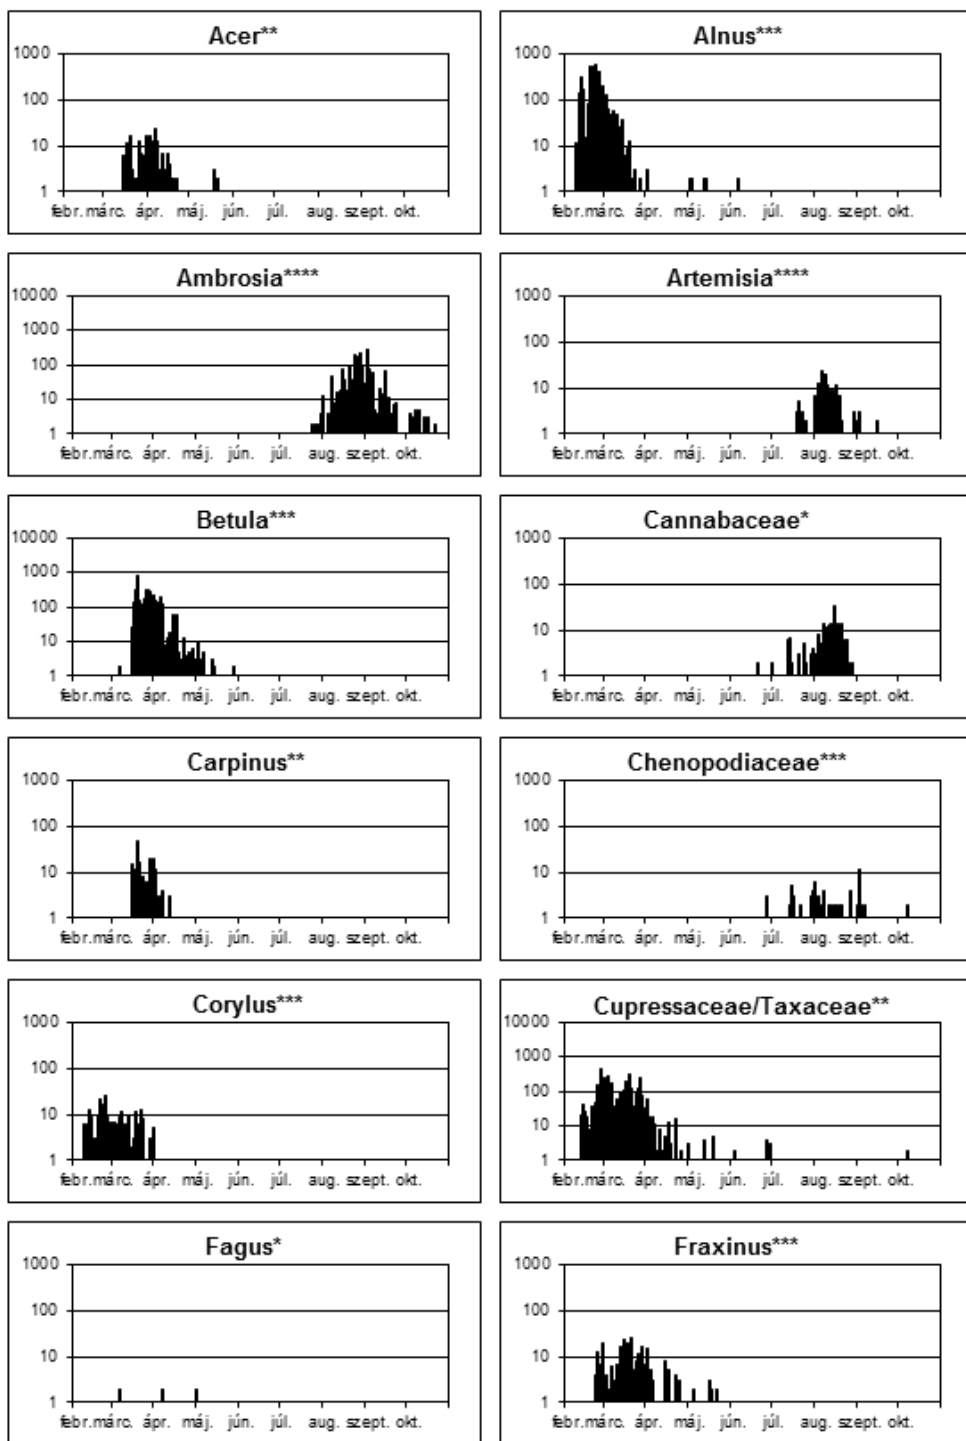 Acer**
1000
100
10
1
febr. márc. ápr. máj. jún. júl. aug. szept. okt.
Alnus***
1000
100
10
1
febr. márc. ápr. máj. jún. júl. aug. szept. okt.
Ambrosia****
10000
1000
100
10
1
febr. márc. ápr. máj. jún. júl. aug. szept. okt.
Artemisia****
1000
100
10
1
febr. márc. ápr. máj. jún. júl. aug. szept. okt.
Betula***
10000
1000
100
10
1
febr. márc. ápr. máj. jún. júl. aug. szept. okt.
Cannabaceae*
1000
100
10
1
febr. márc. ápr. máj. jún. júl. aug. szept. okt.
Carpinus**
1000
100
10
1
febr. márc. ápr. máj. jún. júl. aug. szept. okt.
Chenopodiaceae***
1000
100
10
1
febr. márc. ápr. máj. jún. júl. aug. szept. okt.
Corylus***
1000
100
10
1
febr. márc. ápr. máj. jún. júl. aug. szept. okt.
Cupressaceae/Taxaceae**
10000
1000
100
10
1
febr. márc. ápr. máj. jún. júl. aug. szept. okt.
Fagus*
1000
100
10
1
febr. márc. ápr. máj. jún. júl. aug. szept. okt.
Fraxinus***
1000
100
10
1
febr. márc. ápr. máj. jún. júl. aug. szept. okt.